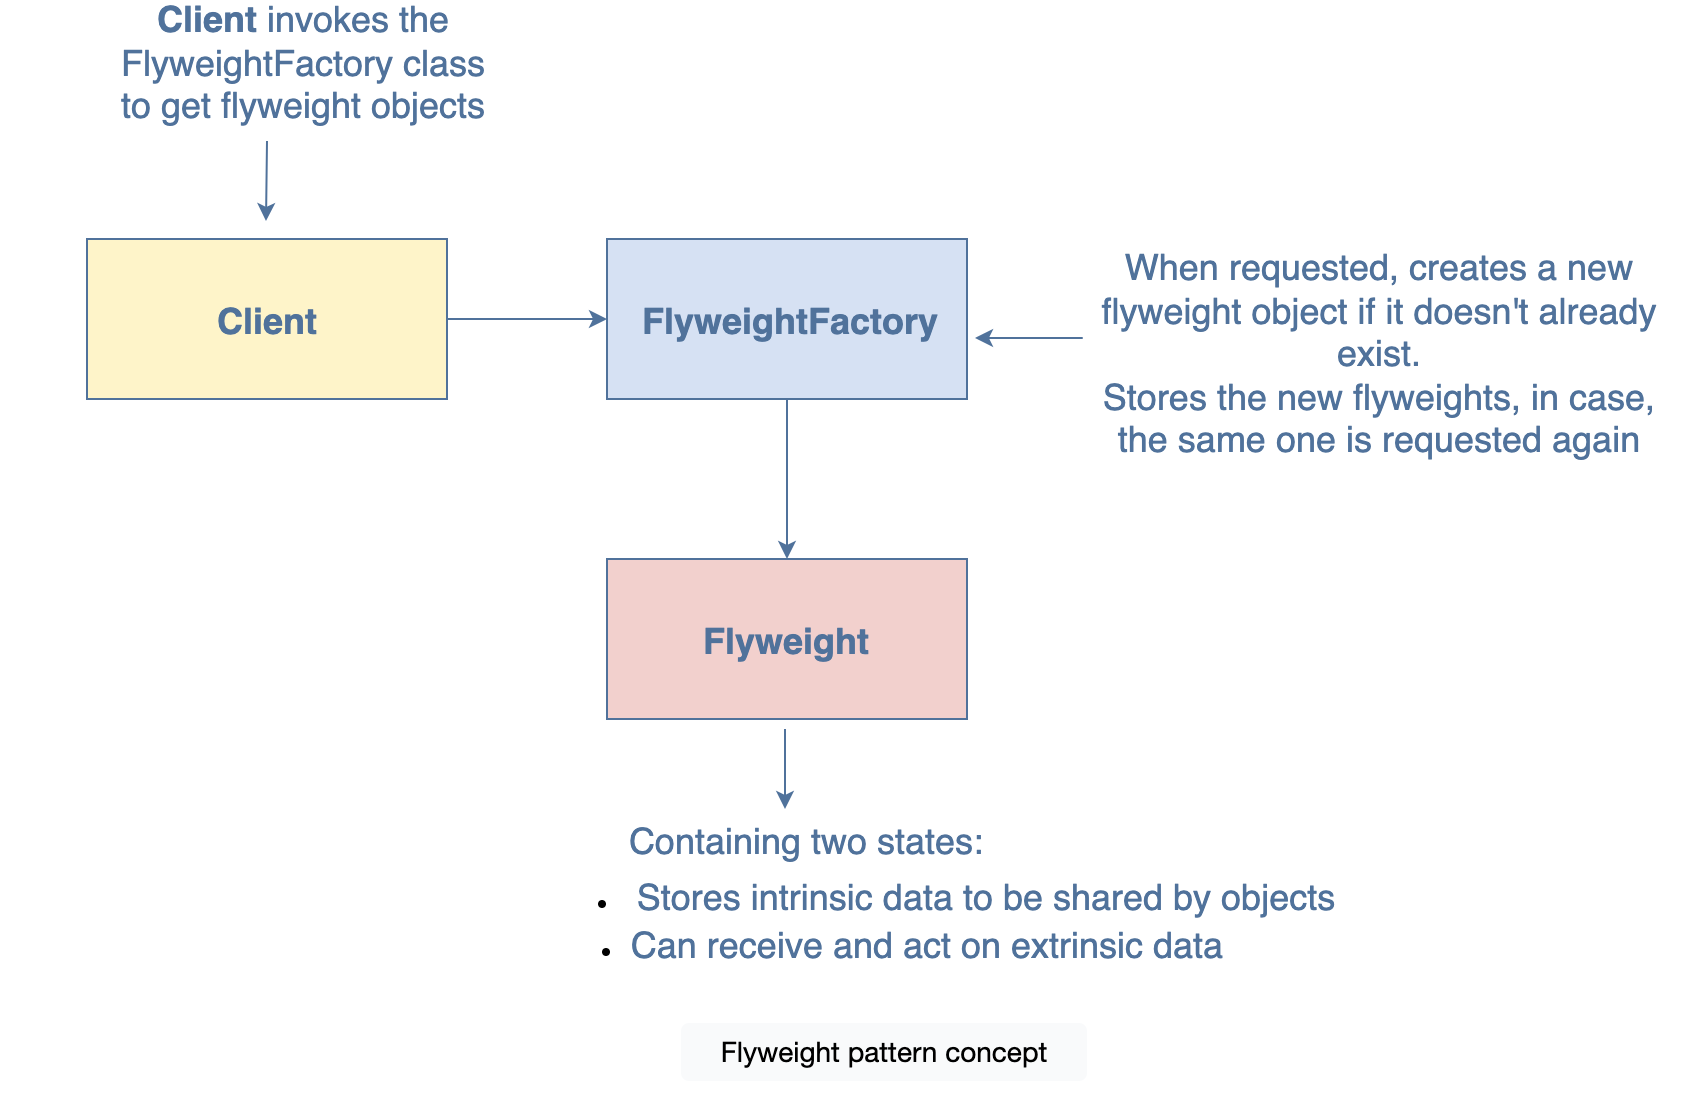 Client invokes the
FlyweightFactory class
to get flyweight objects
Client
FlyweightFactory
When requested, creates a new
flyweight object if it doesn't already
exist.
Stores the new flyweights, in case,
the same one is requested again
Flyweight
Containing two states:
• Stores intrinsic data to be shared by objects
• Can receive and act on extrinsic data
Flyweight pattern concept